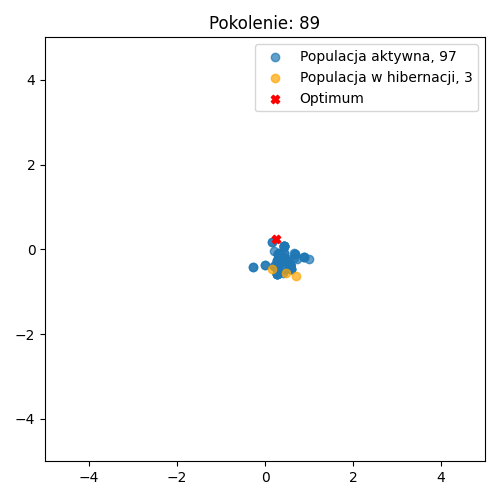 Pokolenie: 89
Populacja aktywna, 97
Populacja w hibernacji, 3
Optimum
4
2
0
−2
−4
−4
−2
0
2
4